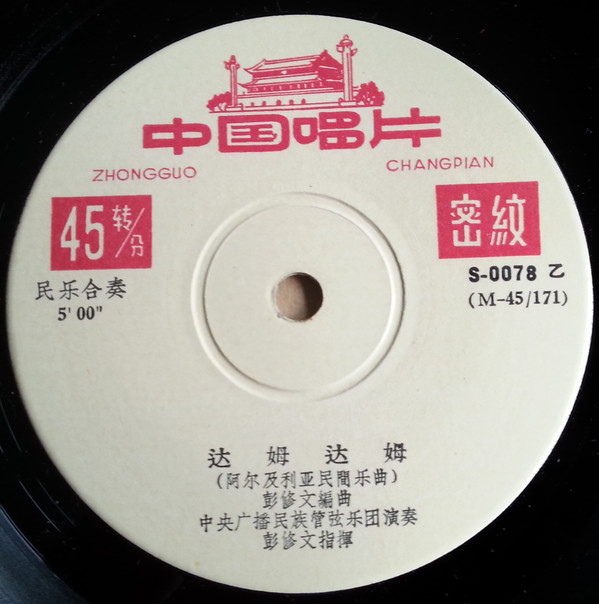 中国唱片
ZHONGGUO CHANGPIAN
45转/分
密紋
民乐合奏
5' 00"
S-0078 乙
(M-45/171)
达姆达姆
(阿尔及利亚民間乐曲)
彭修文編曲
中央广播民族管弦乐团演奏
彭修文指揮